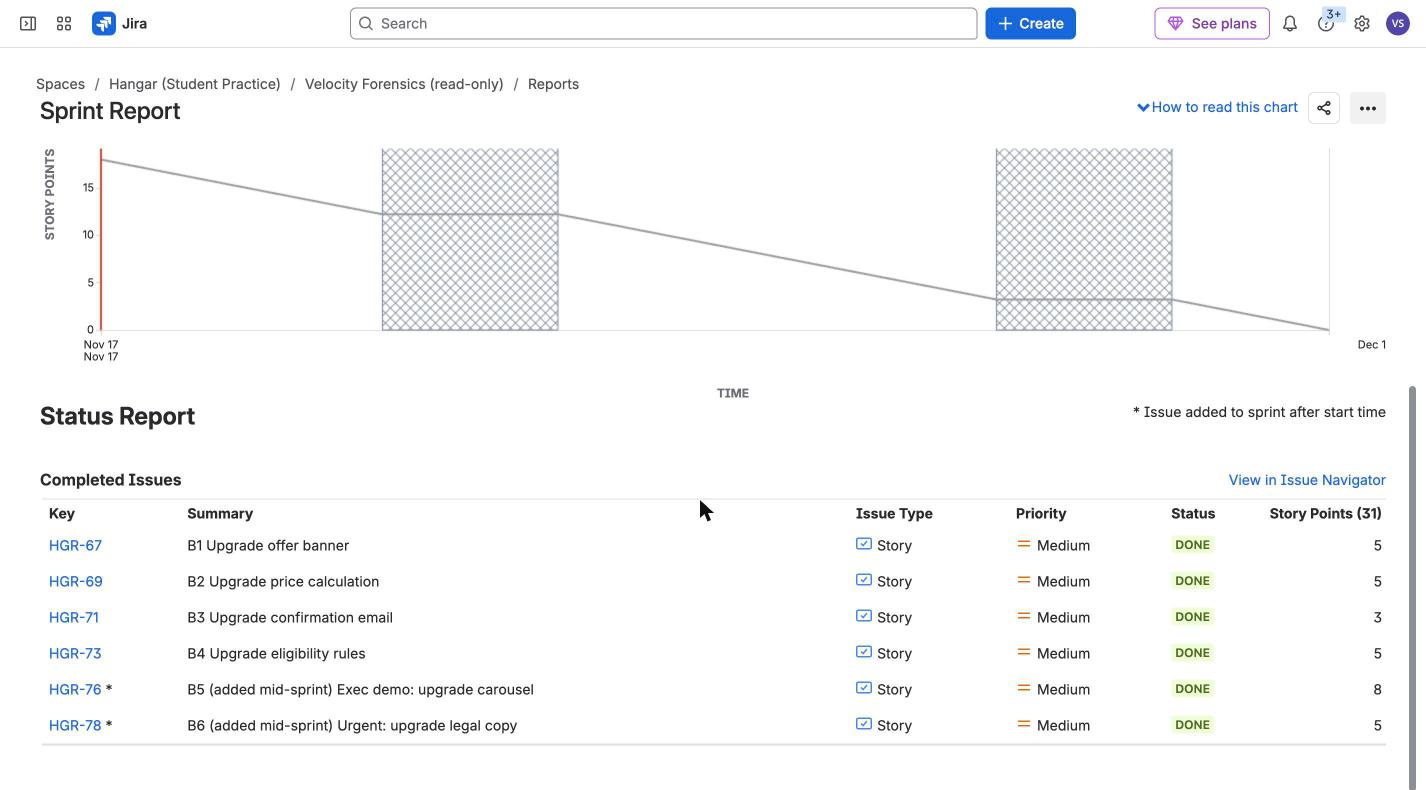 Jira
Search
Create
See plans
3+
VS
Spaces / Hangar (Student Practice) / Velocity Forensics (read-only) / Reports
Sprint Report
How to read this chart
STORY POINTS
15
10
5
0
Nov 17
Nov 17
Dec 1
TIME
Status Report
* Issue added to sprint after start time
Completed Issues
View in Issue Navigator
Key Summary Issue Type Priority Status Story Points (31)
HGR-67 B1 Upgrade offer banner Story Medium DONE 5
HGR-69 B2 Upgrade price calculation Story Medium DONE 5
HGR-71 B3 Upgrade confirmation email Story Medium DONE 3
HGR-73 B4 Upgrade eligibility rules Story Medium DONE 5
HGR-76 * B5 (added mid-sprint) Exec demo: upgrade carousel Story Medium DONE 8
HGR-78 * B6 (added mid-sprint) Urgent: upgrade legal copy Story Medium DONE 5